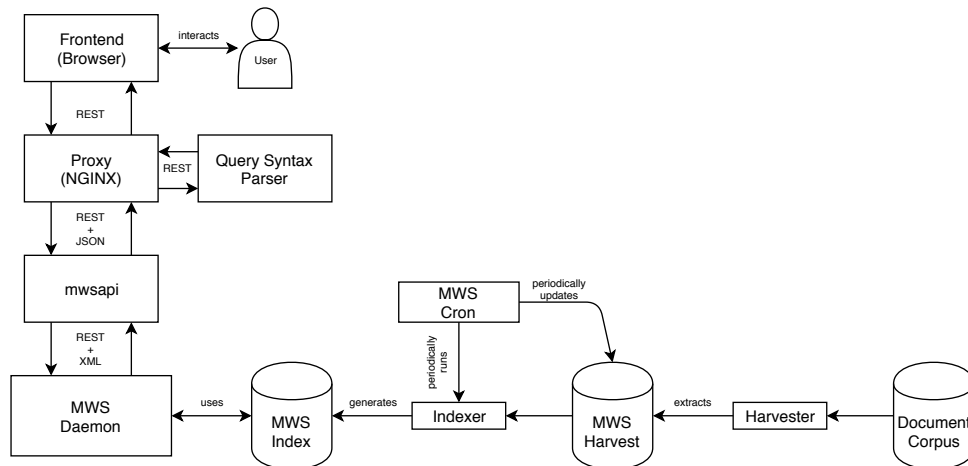 Frontend
(Browser)
interacts
User
REST
Proxy
(NGINX)
REST
Query Syntax
Parser
REST
+
JSON
mwsapi
MWS
Cron
periodically
updates
REST
+
XML
periodically
runs
MWS
Daemon
uses
MWS
Index
generates
Indexer
MWS
Harvest
extracts
Harvester
Document
Corpus